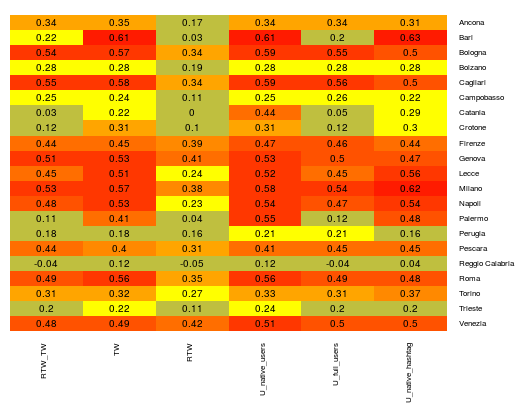 0.34 0.35 0.17 0.34 0.34 0.31 Ancona
0.22 0.61 0.03 0.61 0.2 0.63 Bari
0.54 0.57 0.34 0.59 0.55 0.5 Bologna
0.28 0.28 0.19 0.28 0.28 0.28 Bolzano
0.55 0.58 0.34 0.59 0.56 0.5 Cagliari
0.25 0.24 0.11 0.25 0.26 0.22 Campobasso
0.03 0.22 0 0.44 0.05 0.29 Catania
0.12 0.31 0.1 0.31 0.12 0.3 Crotone
0.44 0.45 0.39 0.47 0.46 0.44 Firenze
0.51 0.53 0.41 0.53 0.5 0.47 Genova
0.45 0.51 0.24 0.52 0.45 0.56 Lecce
0.53 0.57 0.38 0.58 0.54 0.62 Milano
0.48 0.53 0.23 0.54 0.47 0.54 Napoli
0.11 0.41 0.04 0.55 0.12 0.48 Palermo
0.18 0.18 0.16 0.21 0.21 0.16 Perugia
0.44 0.4 0.31 0.41 0.45 0.45 Pescara
-0.04 0.12 -0.05 0.12 -0.04 0.04 Reggio Calabria
0.49 0.56 0.35 0.56 0.49 0.48 Roma
0.31 0.32 0.27 0.33 0.31 0.37 Torino
0.2 0.22 0.11 0.24 0.2 0.2 Trieste
0.48 0.49 0.42 0.51 0.5 0.5 Venezia
RTW_TW
TW
RTW
U_native_users
U_full_users
U_native_hashtag